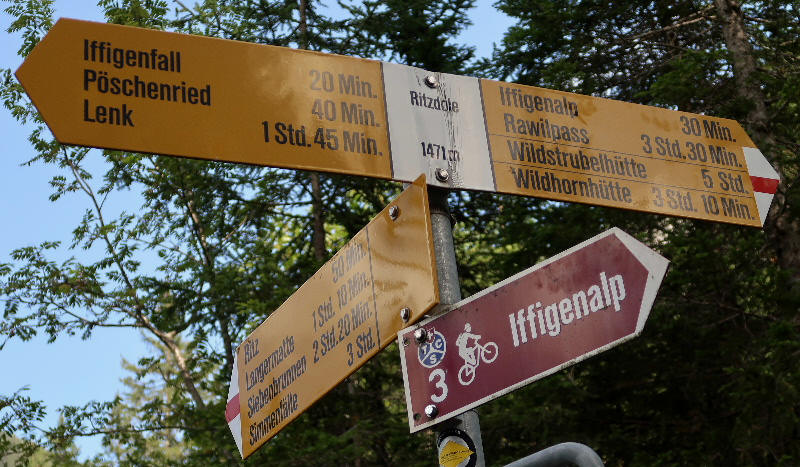 Iffigenfall 20 Min.
Pöschenried 40 Min.
Lenk 1 Std. 45 Min.
Ritzdole
1471 m
Iffigenalp 30 Min.
Rawilpass 3 Std. 30 Min.
Wildstrubelhütte 5 Std.
Wildhornhütte 3 Std. 10 Min.
Ritz 50 Min.
Langermatte 1 Std. 10 Min.
Siebenbrunnen 2 Std. 20 Min.
Simmenfälle 3 Std.
TCS
3
Iffigenalp